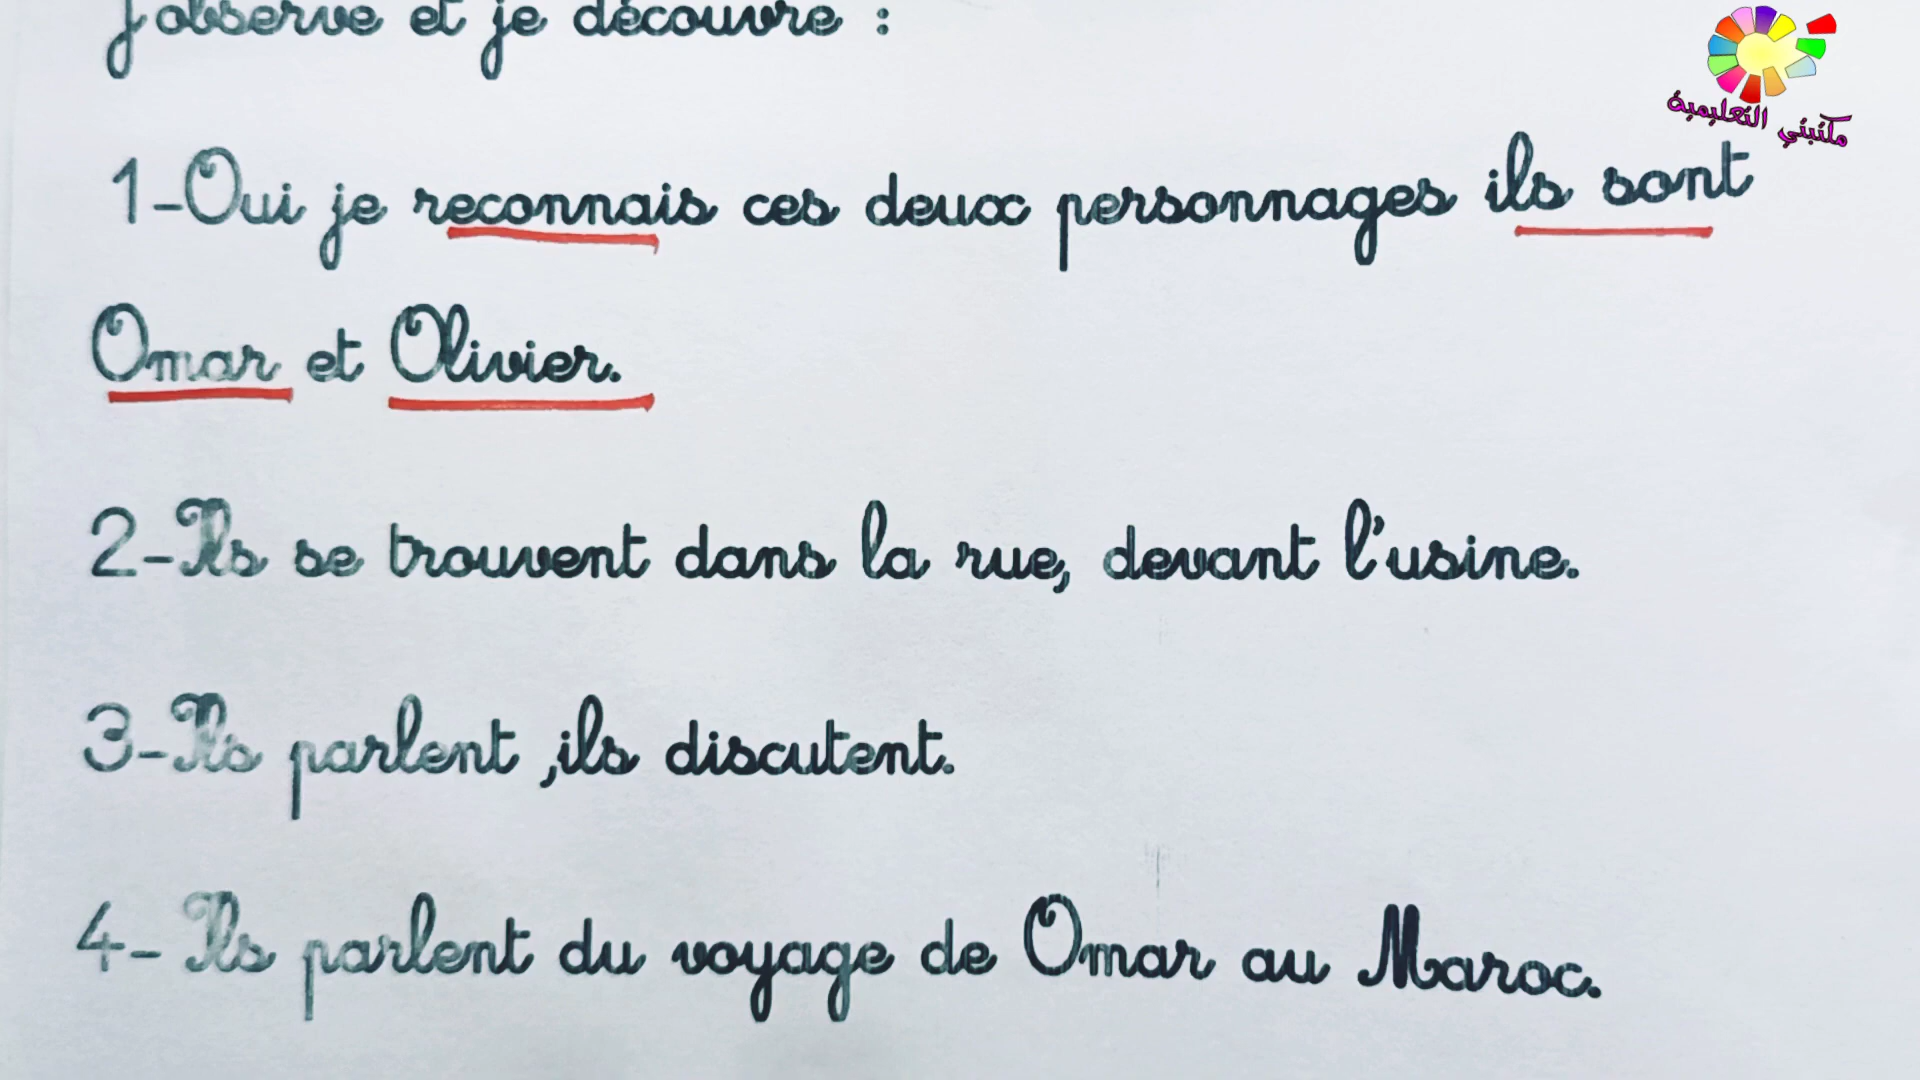 J'observe et je découvre :
مكتبتي التعليمية
1-Oui je reconnais ces deux personnages ils sont
Omar et Olivier.
2-Ils se trouvent dans la rue, devant l'usine.
3-Ils parlent ,ils discutent.
4- Ils parlent du voyage de Omar au Maroc.